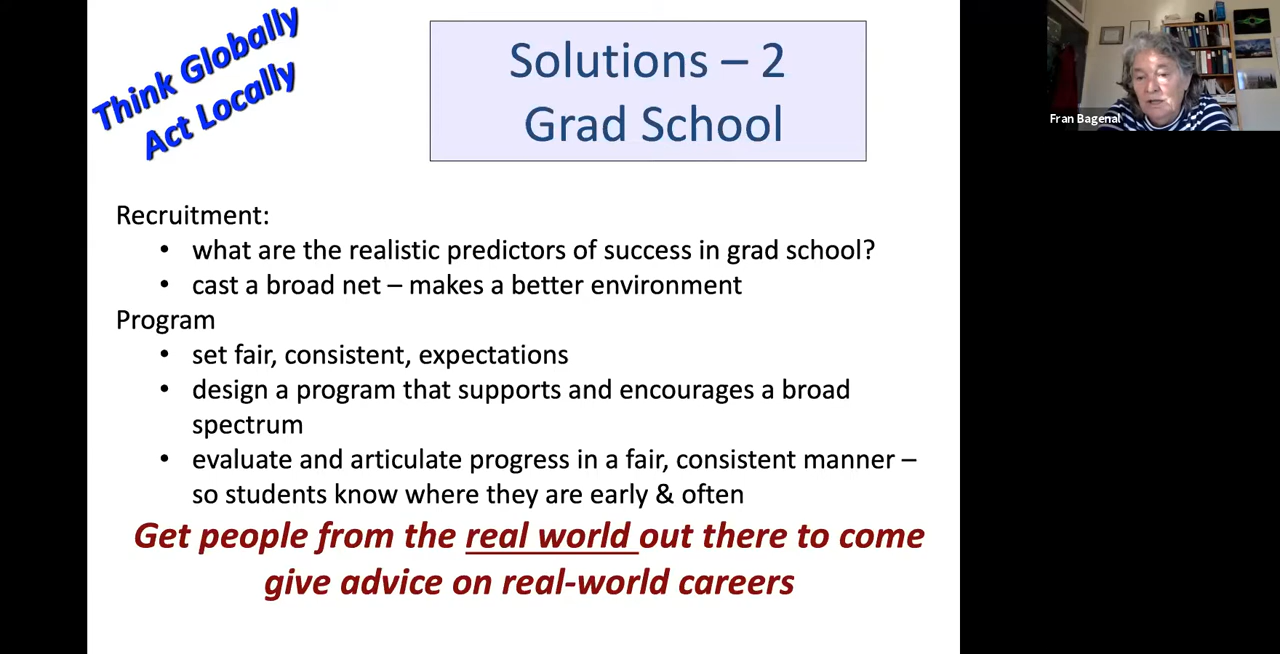 Think Globally
Act Locally
Solutions – 2
Grad School
Fran Bagenal
Recruitment:
• what are the realistic predictors of success in grad school?
• cast a broad net – makes a better environment
Program
• set fair, consistent, expectations
• design a program that supports and encourages a broad
spectrum
• evaluate and articulate progress in a fair, consistent manner –
so students know where they are early & often
Get people from the real world out there to come
give advice on real-world careers